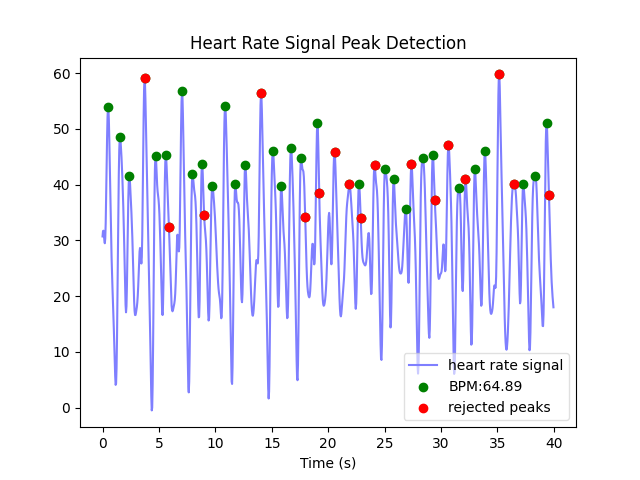 Heart Rate Signal Peak Detection
60
50
40
30
20
10
0
heart rate signal
BPM:64.89
rejected peaks
0 5 10 15 20 25 30 35 40
Time (s)